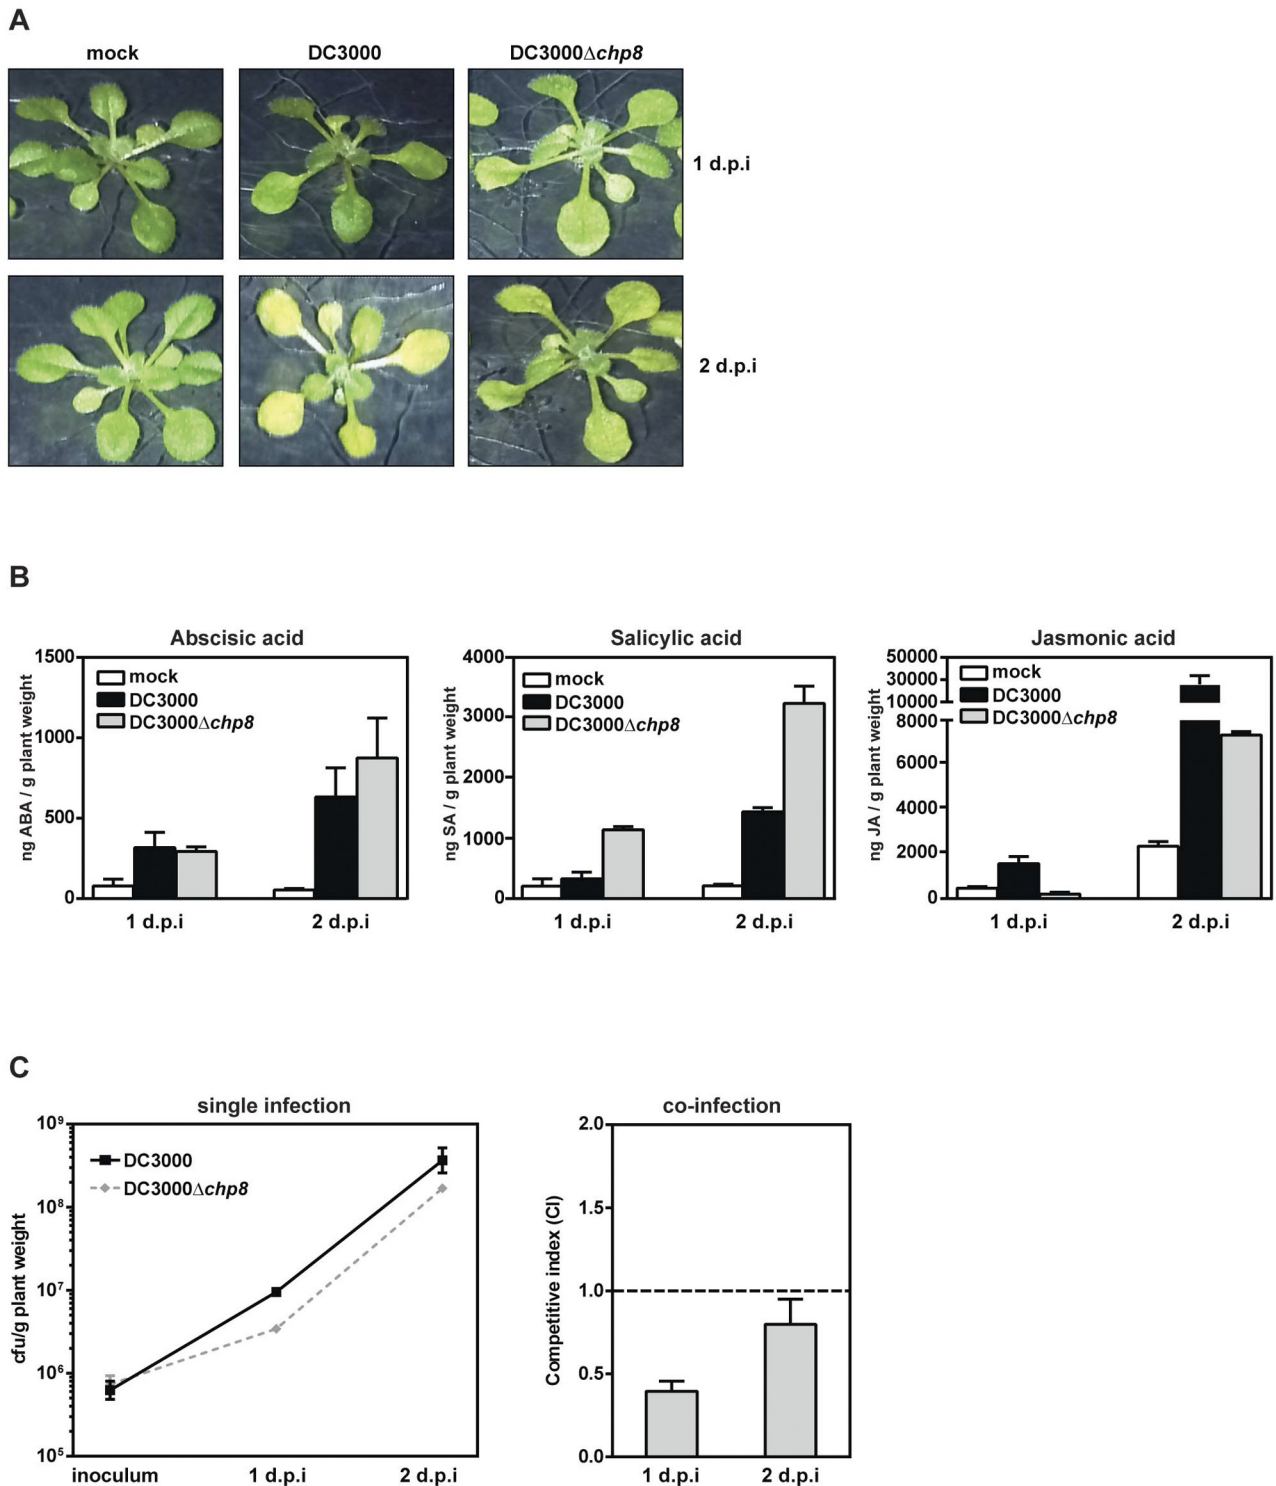 A
mock DC3000 DC3000Δchp8
1 d.p.i
2 d.p.i
B
Abscisic acid
ng ABA / g plant weight
1500
1000
500
0
mock
DC3000
DC3000Δchp8
1 d.p.i 2 d.p.i
Salicylic acid
ng SA / g plant weight
4000
3000
2000
1000
0
mock
DC3000
DC3000Δchp8
1 d.p.i 2 d.p.i
Jasmonic acid
ng JA / g plant weight
50000
30000
10000
8000
6000
4000
2000
0
mock
DC3000
DC3000Δchp8
1 d.p.i 2 d.p.i
C
single infection
cfu/g plant weight
10⁹
10⁸
10⁷
10⁶
10⁵
DC3000
DC3000Δchp8
inoculum 1 d.p.i 2 d.p.i
co-infection
Competitive index (CI)
2.0
1.5
1.0
0.5
0.0
1 d.p.i 2 d.p.i